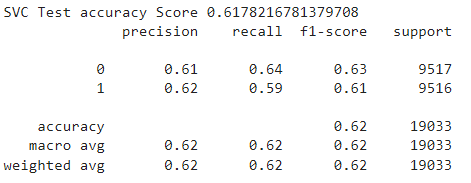 SVC Test accuracy Score 0.6178216781379708
precision recall f1-score support
0 0.61 0.64 0.63 9517
1 0.62 0.59 0.61 9516
accuracy 0.62 19033
macro avg 0.62 0.62 0.62 19033
weighted avg 0.62 0.62 0.62 19033